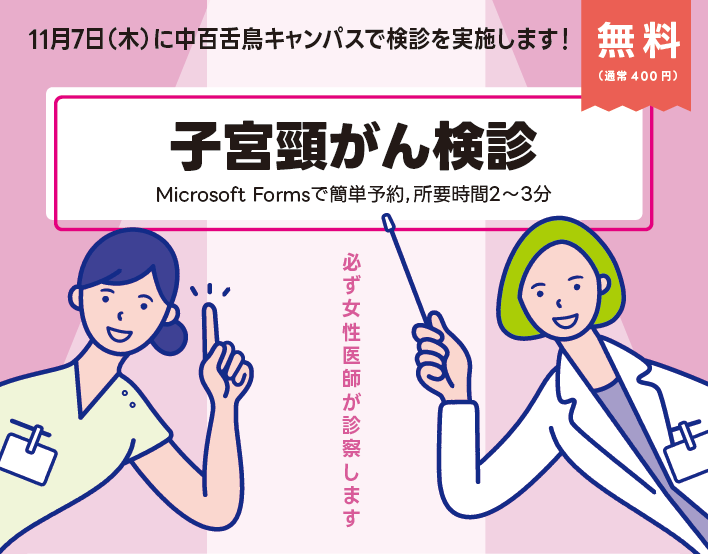 11月7日（木）に中百舌鳥キャンパスで検診を実施します！
無料
（通常400円）
子宮頸がん検診
Microsoft Formsで簡単予約，所要時間2〜3分
必ず女性医師が診察します